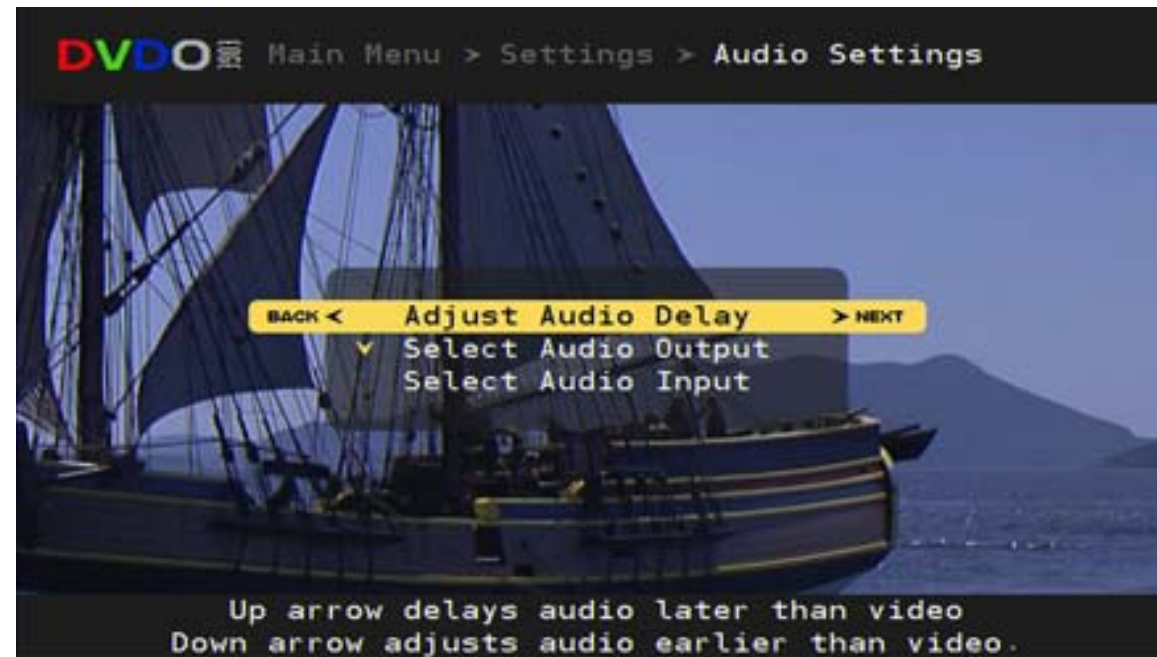 DVDO EDGE Main Menu > Settings > Audio Settings
BACK < Adjust Audio Delay > NEXT
Select Audio Output
Select Audio Input
Up arrow delays audio later than video
Down arrow adjusts audio earlier than video.